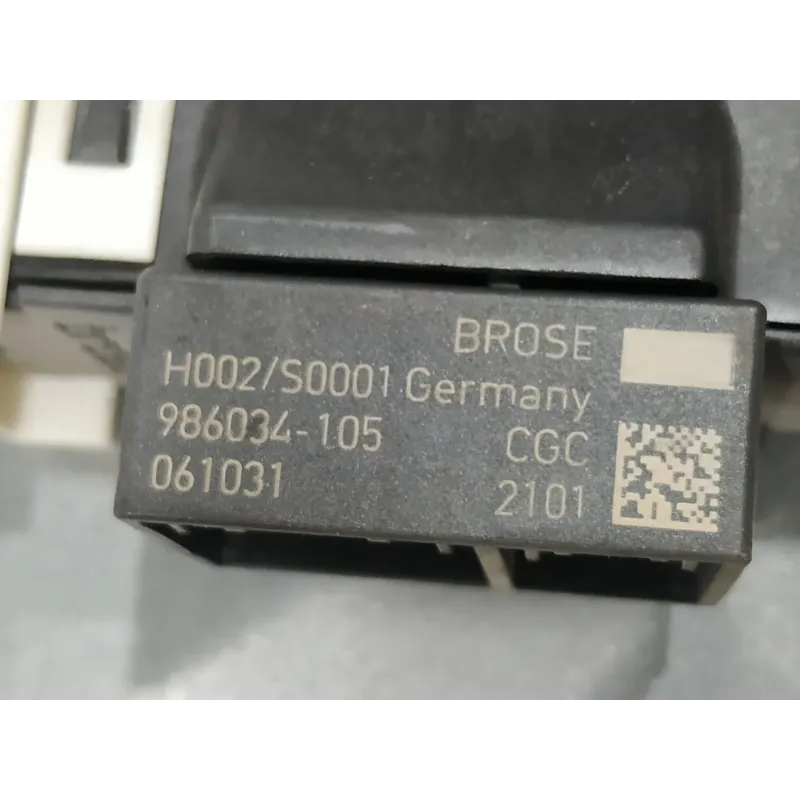 BROSE
H002/S0001 Germany
986034-105 CGC
061031 2101